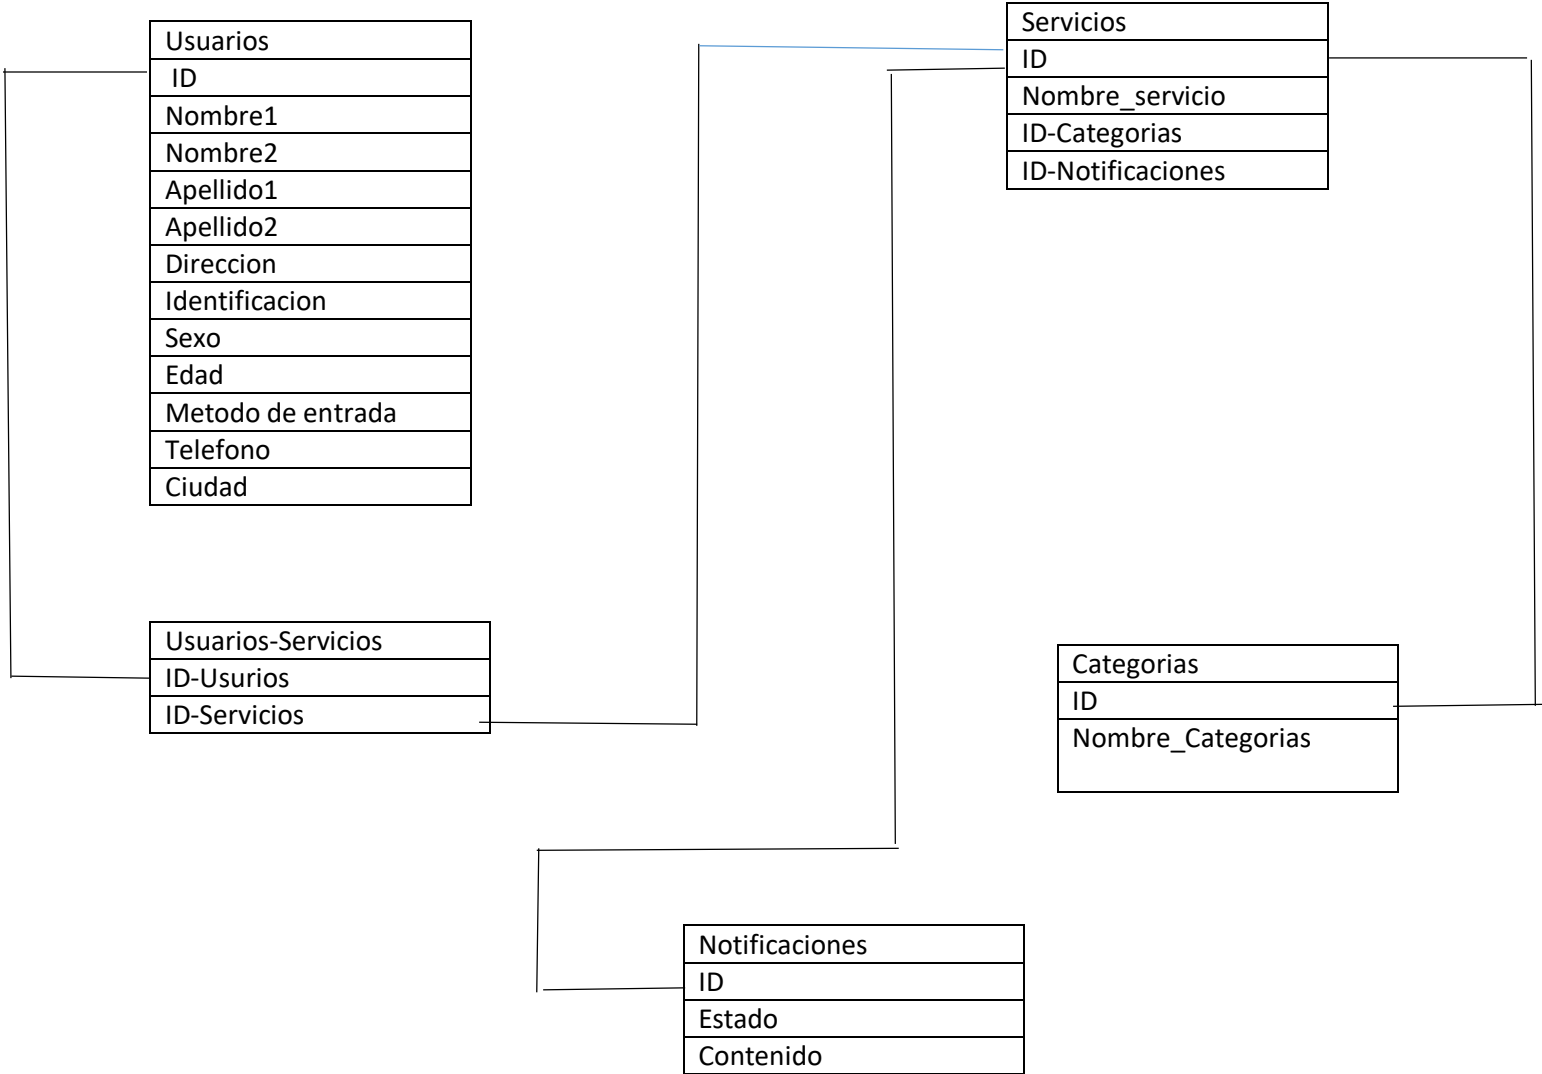 Usuarios
ID
Nombre1
Nombre2
Apellido1
Apellido2
Direccion
Identificacion
Sexo
Edad
Metodo de entrada
Telefono
Ciudad
Servicios
ID
Nombre_servicio
ID-Categorias
ID-Notificaciones
Usuarios-Servicios
ID-Usurios
ID-Servicios
Categorias
ID
Nombre_Categorias
Notificaciones
ID
Estado
Contenido